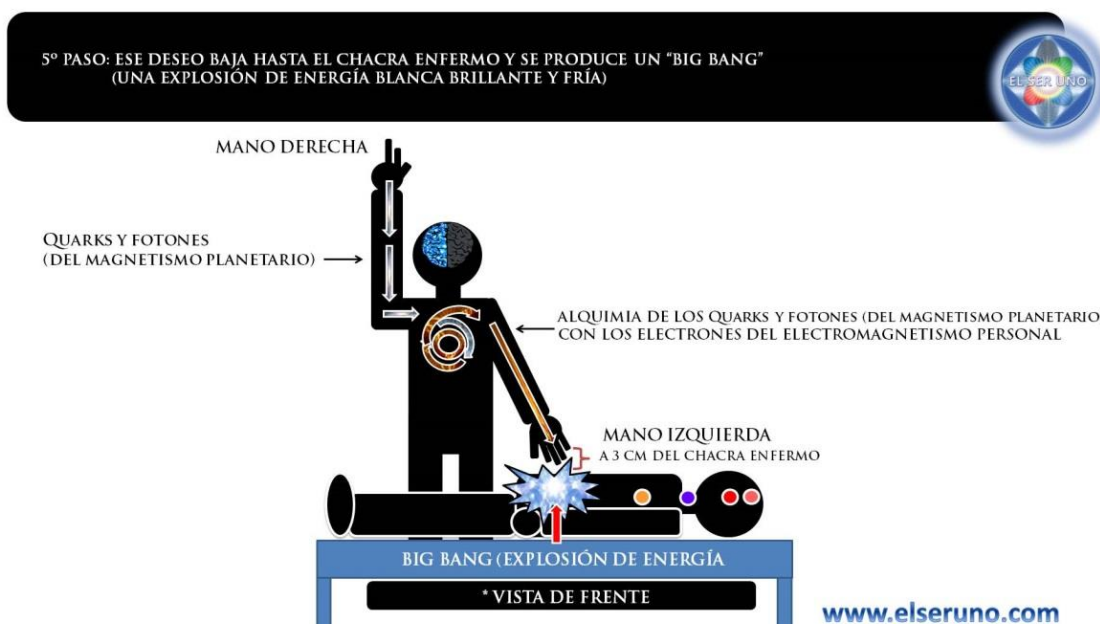 5º PASO: ESE DESEO BAJA HASTA EL CHACRA ENFERMO Y SE PRODUCE UN “BIG BANG”
(UNA EXPLOSIÓN DE ENERGÍA BLANCA BRILLANTE Y FRÍA)
EL SER UNO
MANO DERECHA
QUARKS Y FOTONES
(DEL MAGNETISMO PLANETARIO)
ALQUIMIA DE LOS QUARKS Y FOTONES (DEL MAGNETISMO PLANETARIO
CON LOS ELECTRONES DEL ELECTROMAGNETISMO PERSONAL
MANO IZQUIERDA
A 3 CM DEL CHACRA ENFERMO
BIG BANG (EXPLOSIÓN DE ENERGÍA
* VISTA DE FRENTE
www.elseruno.com